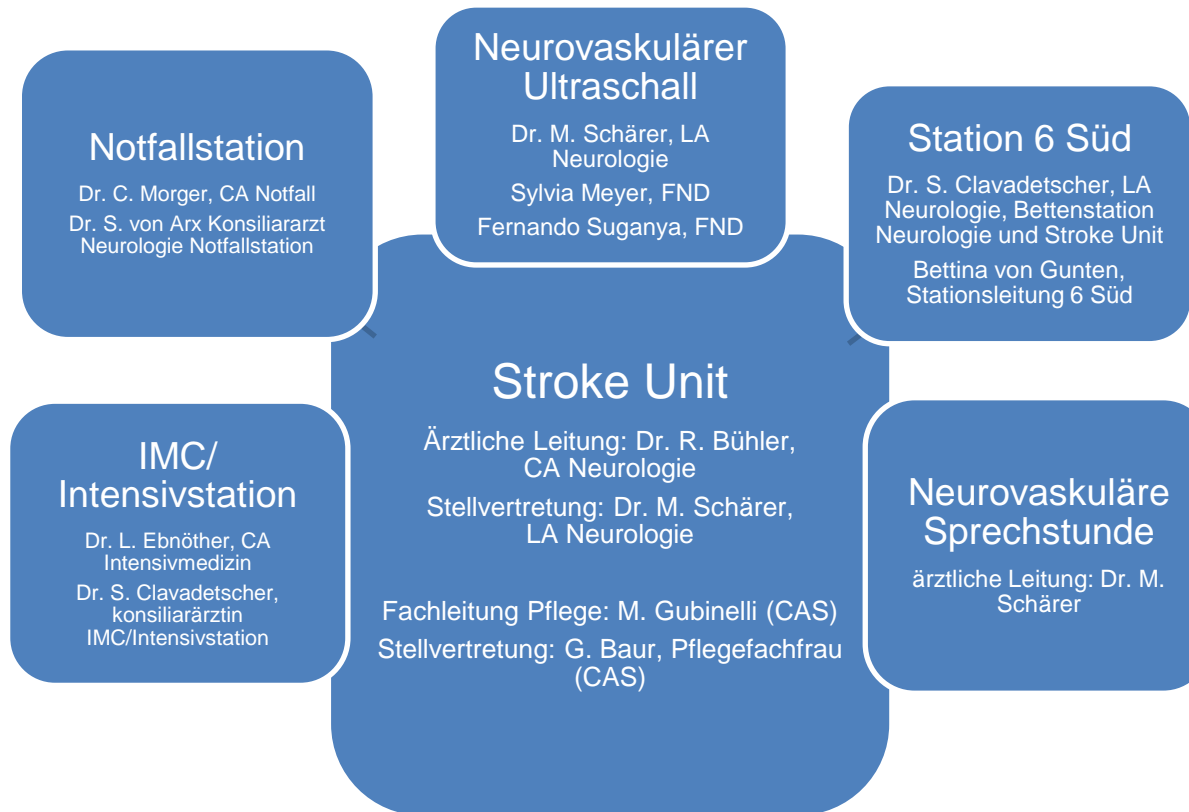 Neurovaskulärer
Ultraschall
Dr. M. Schärer, LA
Neurologie
Sylvia Meyer, FND
Fernando Suganya, FND
Notfallstation
Dr. C. Morger, CA Notfall
Dr. S. von Arx Konsiliararzt
Neurologie Notfallstation
Station 6 Süd
Dr. S. Clavadetscher, LA
Neurologie, Bettenstation
Neurologie und Stroke Unit
Bettina von Gunten,
Stationsleitung 6 Süd
Stroke Unit
Ärztliche Leitung: Dr. R. Bühler,
CA Neurologie
Stellvertretung: Dr. M. Schärer,
LA Neurologie
Fachleitung Pflege: M. Gubinelli (CAS)
Stellvertretung: G. Baur, Pflegefachfrau
(CAS)
IMC/
Intensivstation
Dr. L. Ebnöther, CA
Intensivmedizin
Dr. S. Clavadetscher,
konsiliarärztin
IMC/Intensivstation
Neurovaskuläre
Sprechstunde
ärztliche Leitung: Dr. M.
Schärer